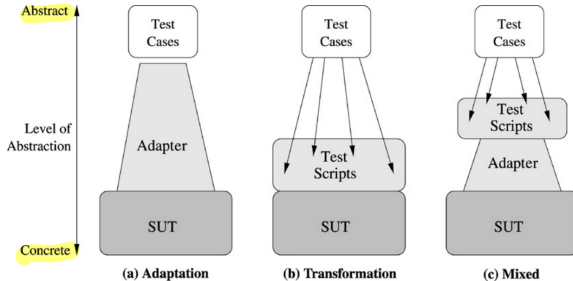 Abstract
Level of
Abstraction
Concrete
Test
Cases
Adapter
SUT
(a) Adaptation
Test
Cases
Test
Scripts
SUT
(b) Transformation
Test
Cases
Test
Scripts
Adapter
SUT
(c) Mixed